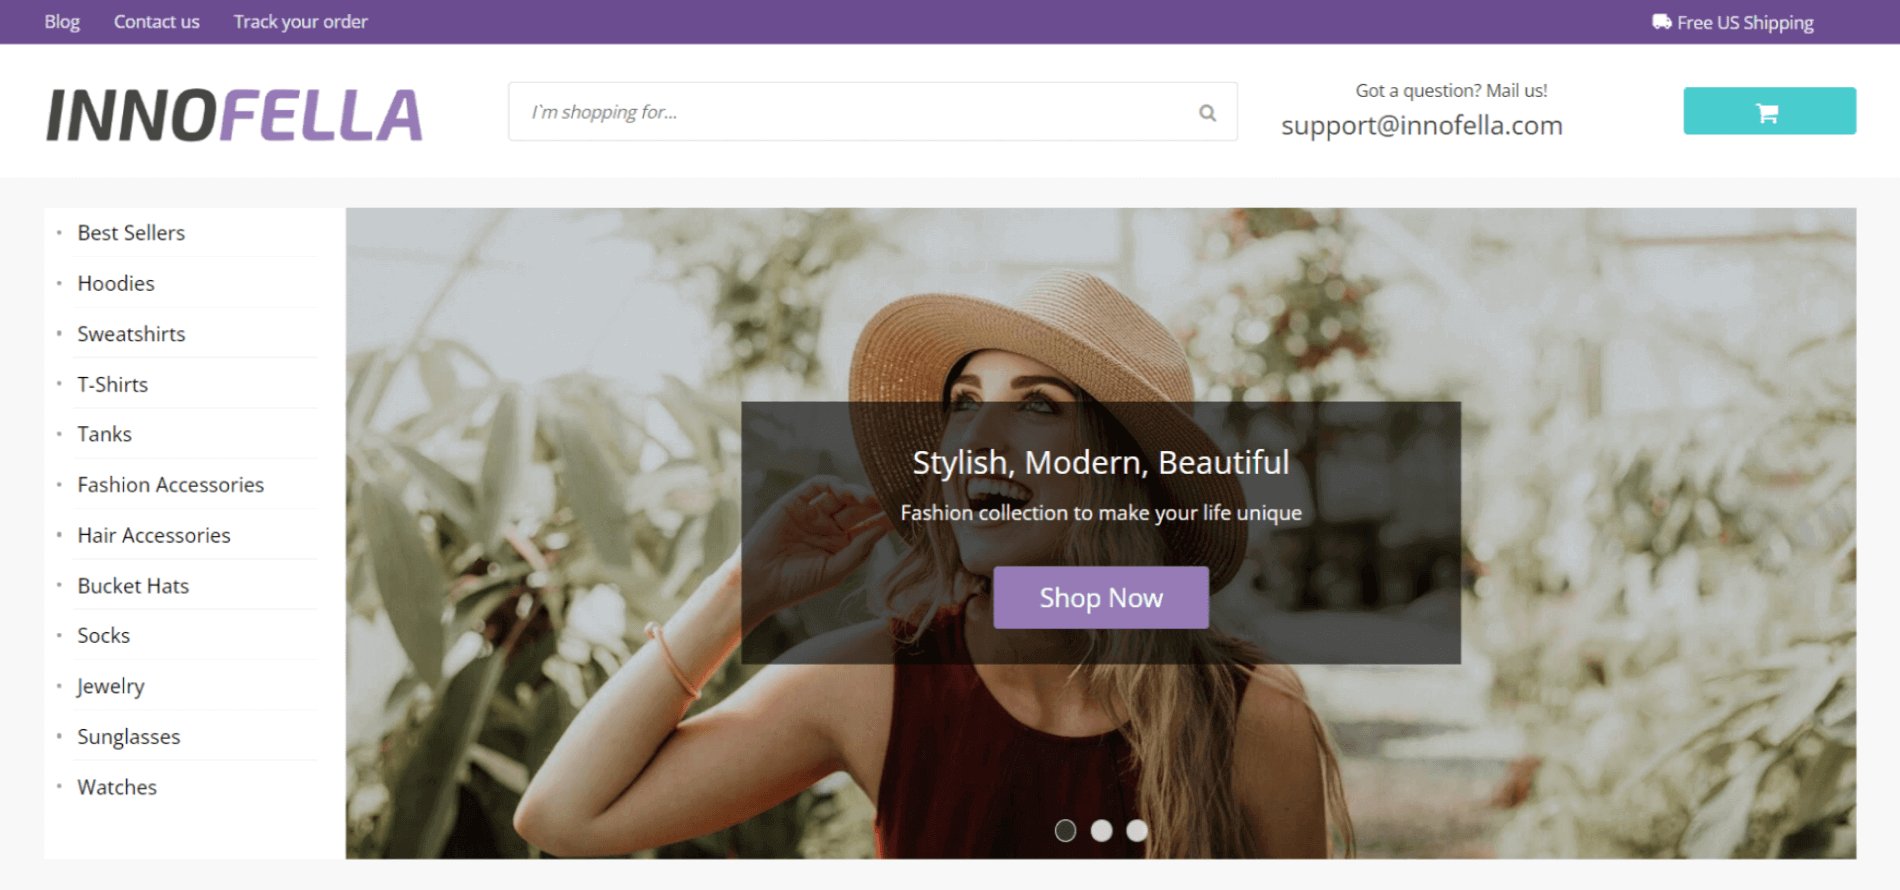 Blog Contact us Track your order Free US Shipping
INNOFELLA
I`m shopping for...
Got a question? Mail us!
support@innofella.com
Best Sellers
Hoodies
Sweatshirts
T-Shirts
Tanks
Fashion Accessories
Hair Accessories
Bucket Hats
Socks
Jewelry
Sunglasses
Watches
Stylish, Modern, Beautiful
Fashion collection to make your life unique
Shop Now